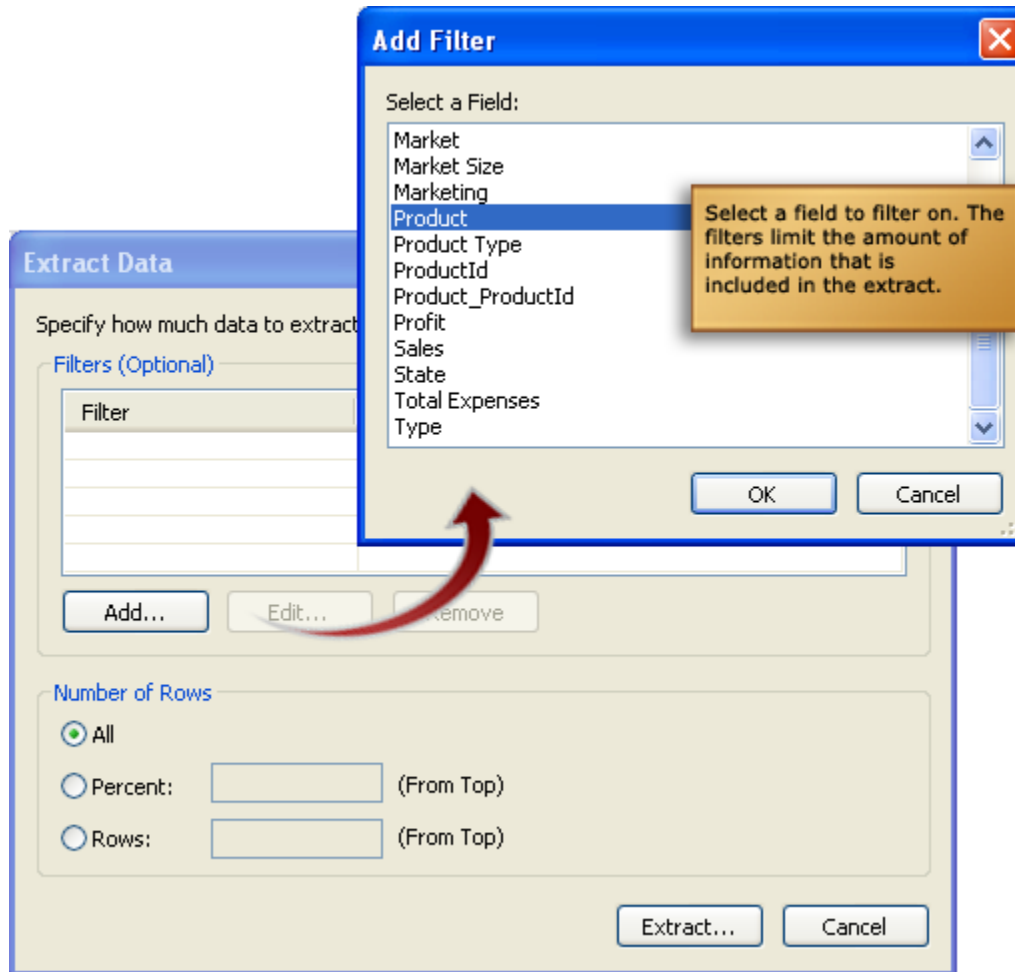 Add Filter
Select a Field:
Market
Market Size
Marketing
Product
Product Type
ProductId
Product_ProductId
Profit
Sales
State
Total Expenses
Type
Select a field to filter on. The
filters limit the amount of
information that is
included in the extract.
OK
Cancel
Extract Data
Specify how much data to extract
Filters (Optional)
Filter
Add...
Edit...
Remove
Number of Rows
All
Percent:
(From Top)
Rows:
(From Top)
Extract...
Cancel